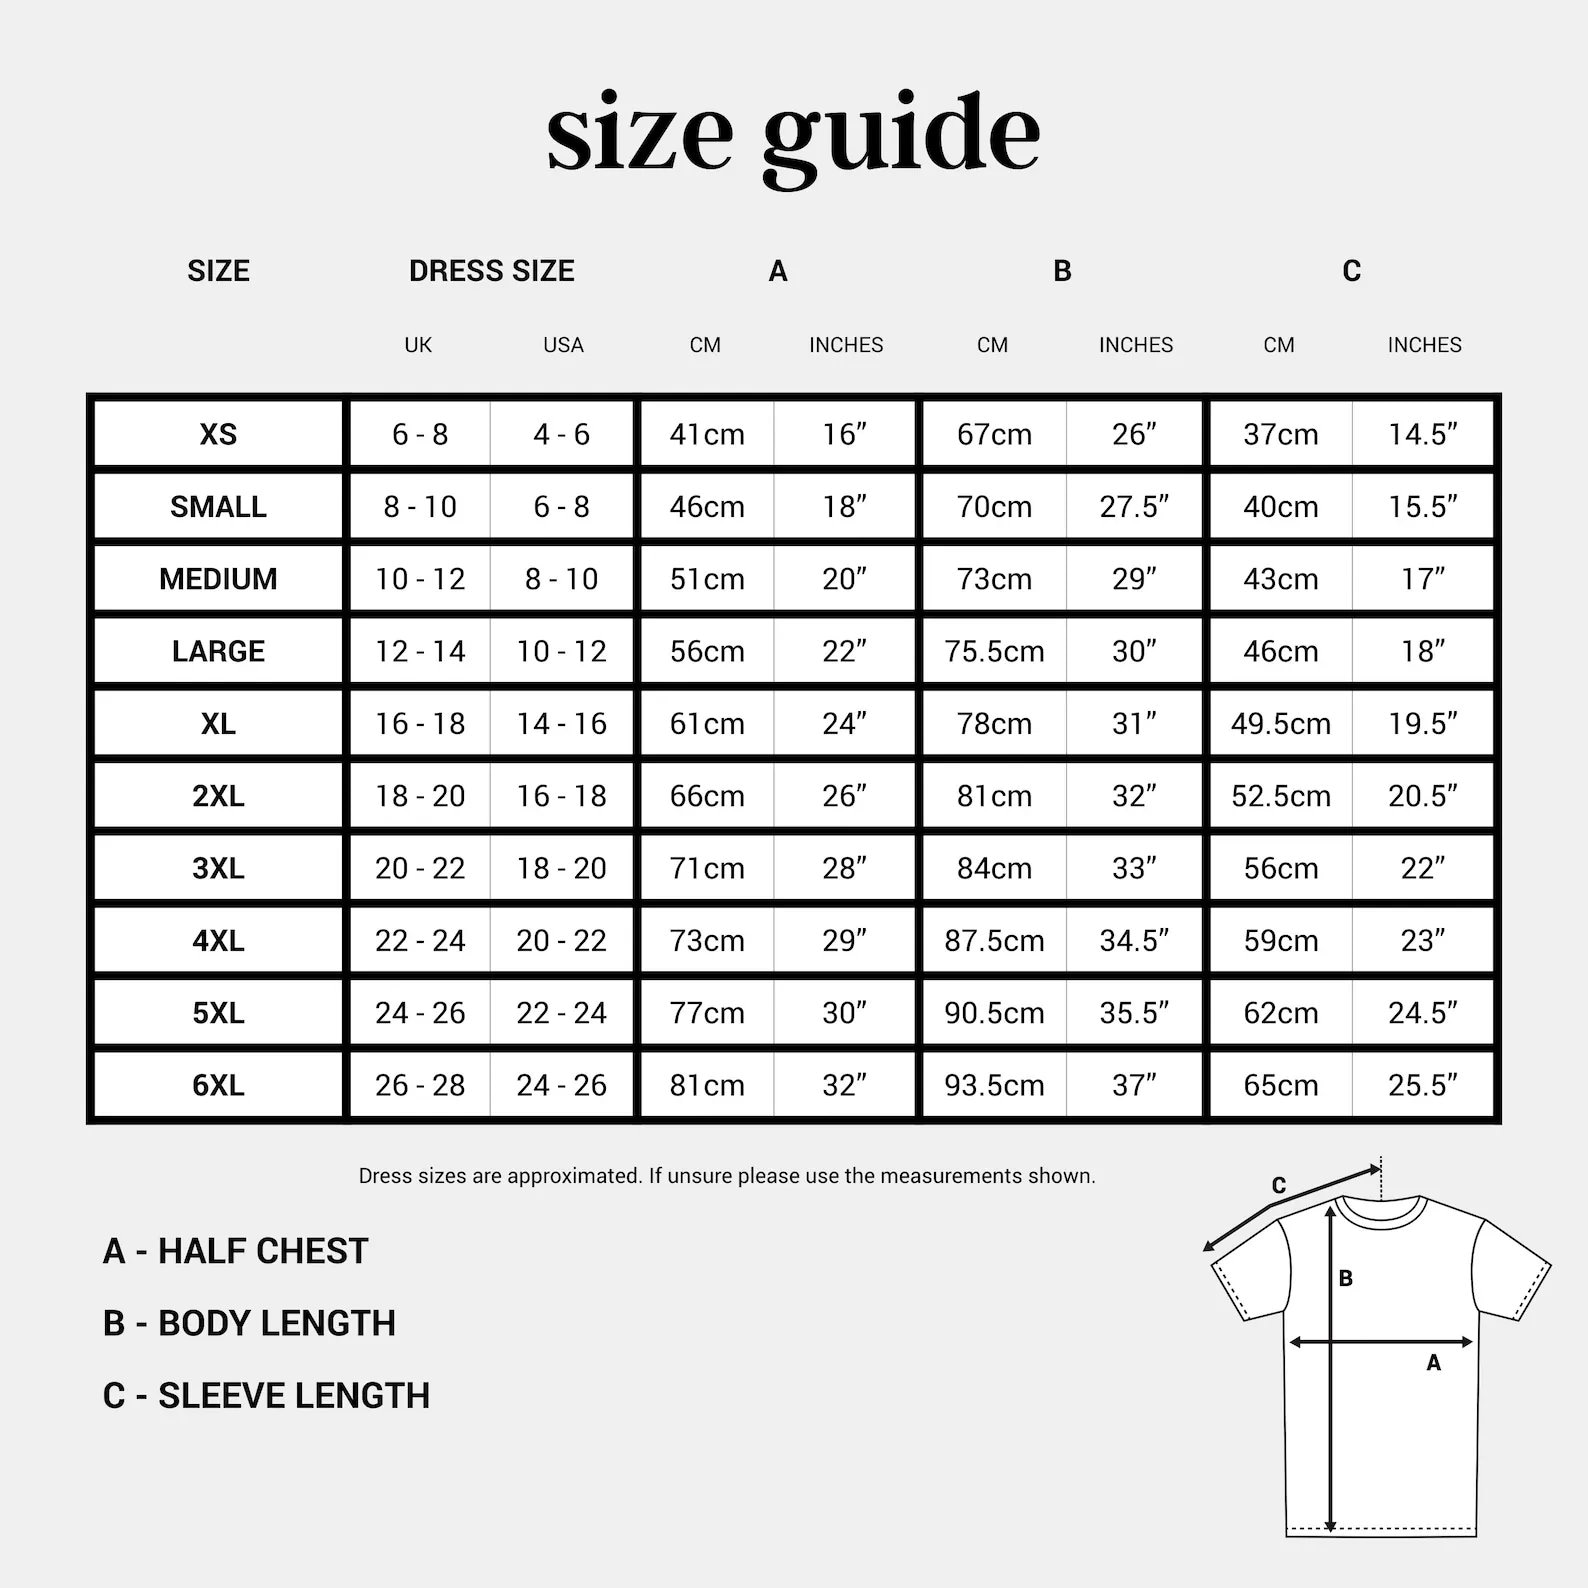 size guide
SIZE DRESS SIZE A B C
UK USA CM INCHES CM INCHES CM INCHES
XS 6 - 8 4 - 6 41cm 16” 67cm 26” 37cm 14.5”
SMALL 8 - 10 6 - 8 46cm 18” 70cm 27.5” 40cm 15.5”
MEDIUM 10 - 12 8 - 10 51cm 20” 73cm 29” 43cm 17”
LARGE 12 - 14 10 - 12 56cm 22” 75.5cm 30” 46cm 18”
XL 16 - 18 14 - 16 61cm 24” 78cm 31” 49.5cm 19.5”
2XL 18 - 20 16 - 18 66cm 26” 81cm 32” 52.5cm 20.5”
3XL 20 - 22 18 - 20 71cm 28” 84cm 33” 56cm 22”
4XL 22 - 24 20 - 22 73cm 29” 87.5cm 34.5” 59cm 23”
5XL 24 - 26 22 - 24 77cm 30” 90.5cm 35.5” 62cm 24.5”
6XL 26 - 28 24 - 26 81cm 32” 93.5cm 37” 65cm 25.5”
Dress sizes are approximated. If unsure please use the measurements shown.
A - HALF CHEST
B - BODY LENGTH
C - SLEEVE LENGTH
C
B
A